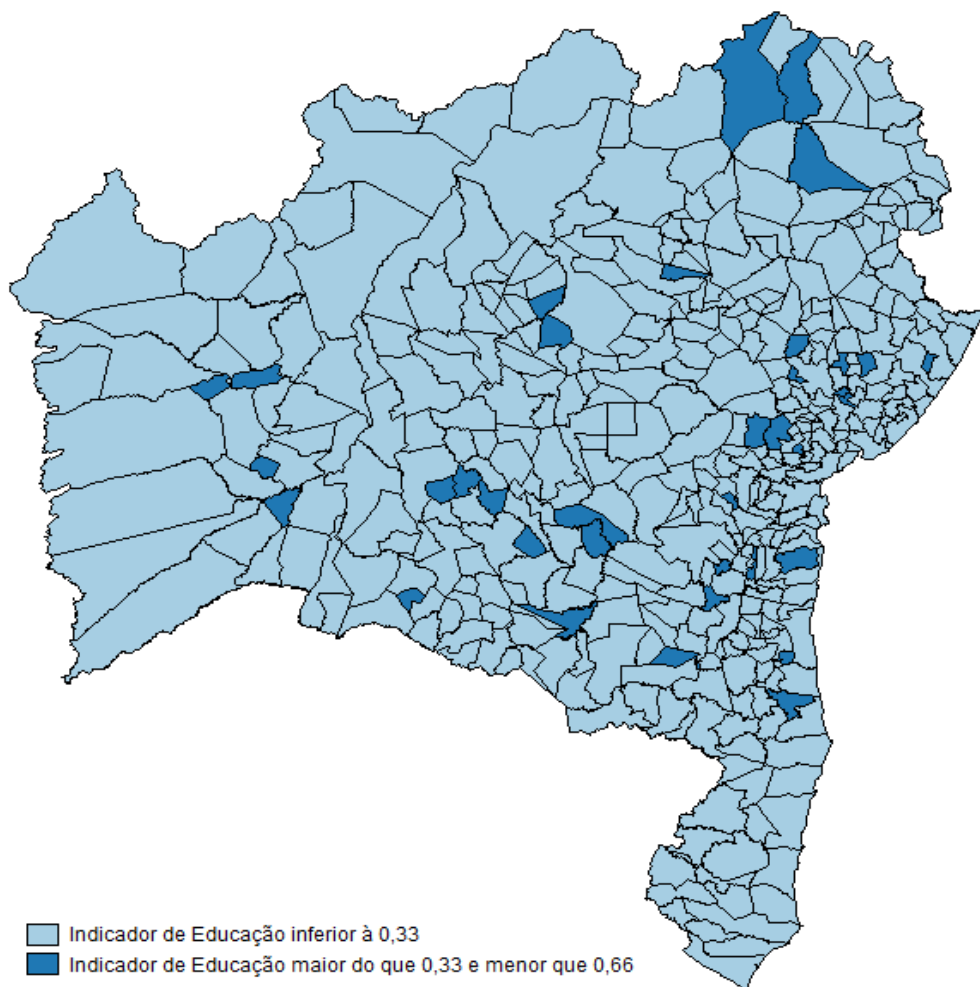 Indicador de Educação inferior à 0,33
Indicador de Educação maior do que 0,33 e menor que 0,66